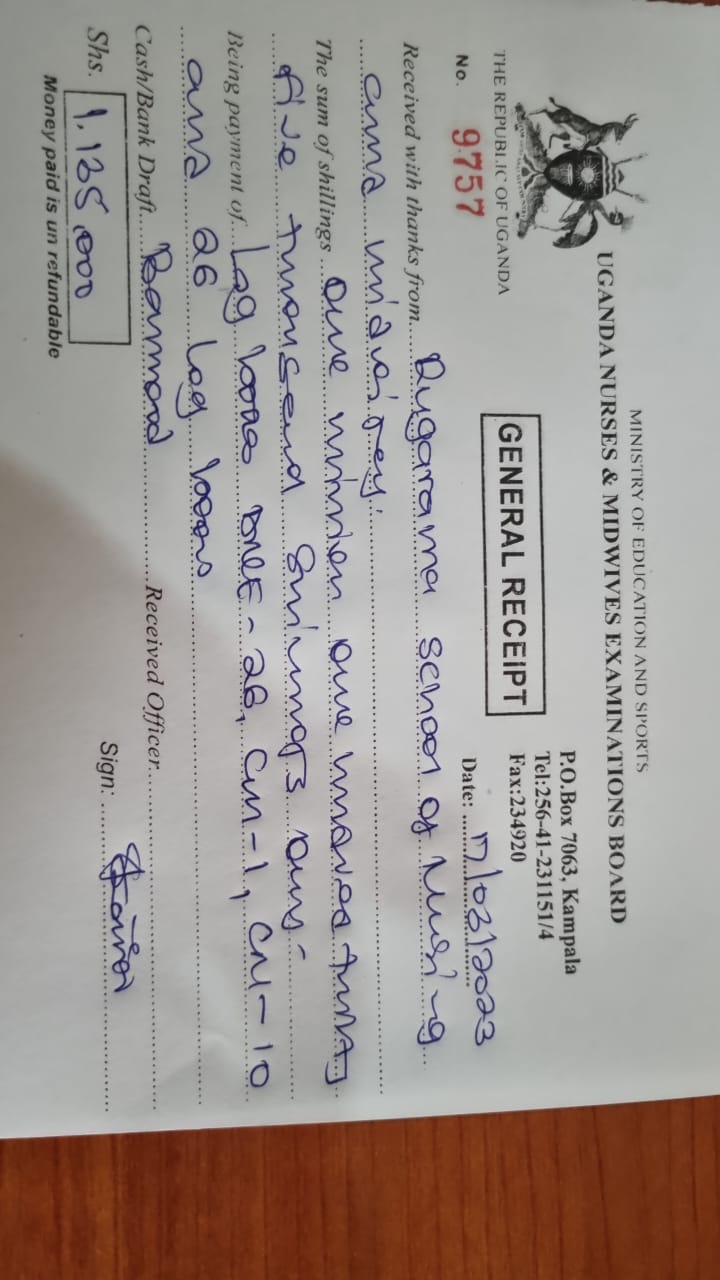 MINISTRY OF EDUCATION AND SPORTS
UGANDA NURSES & MIDWIVES EXAMINATIONS BOARD
P.O.Box 7063, Kampala
Tel:256-41-231151/4
Fax:234920
THE REPUBLIC OF UGANDA
GENERAL RECEIPT
No. 9757
Date: 17/03/2023
Received with thanks from Rugarama School of Nursing
and midwifery.
The sum of shillings one million one hundred thirty
five thousand shillings only-
Being payment of Log books DNE-26, CM-1, CN-10
and 26 Log books
Cash/Bank Draft Received Officer
Shs. 1,135,000 Sign:
Money paid is un refundable